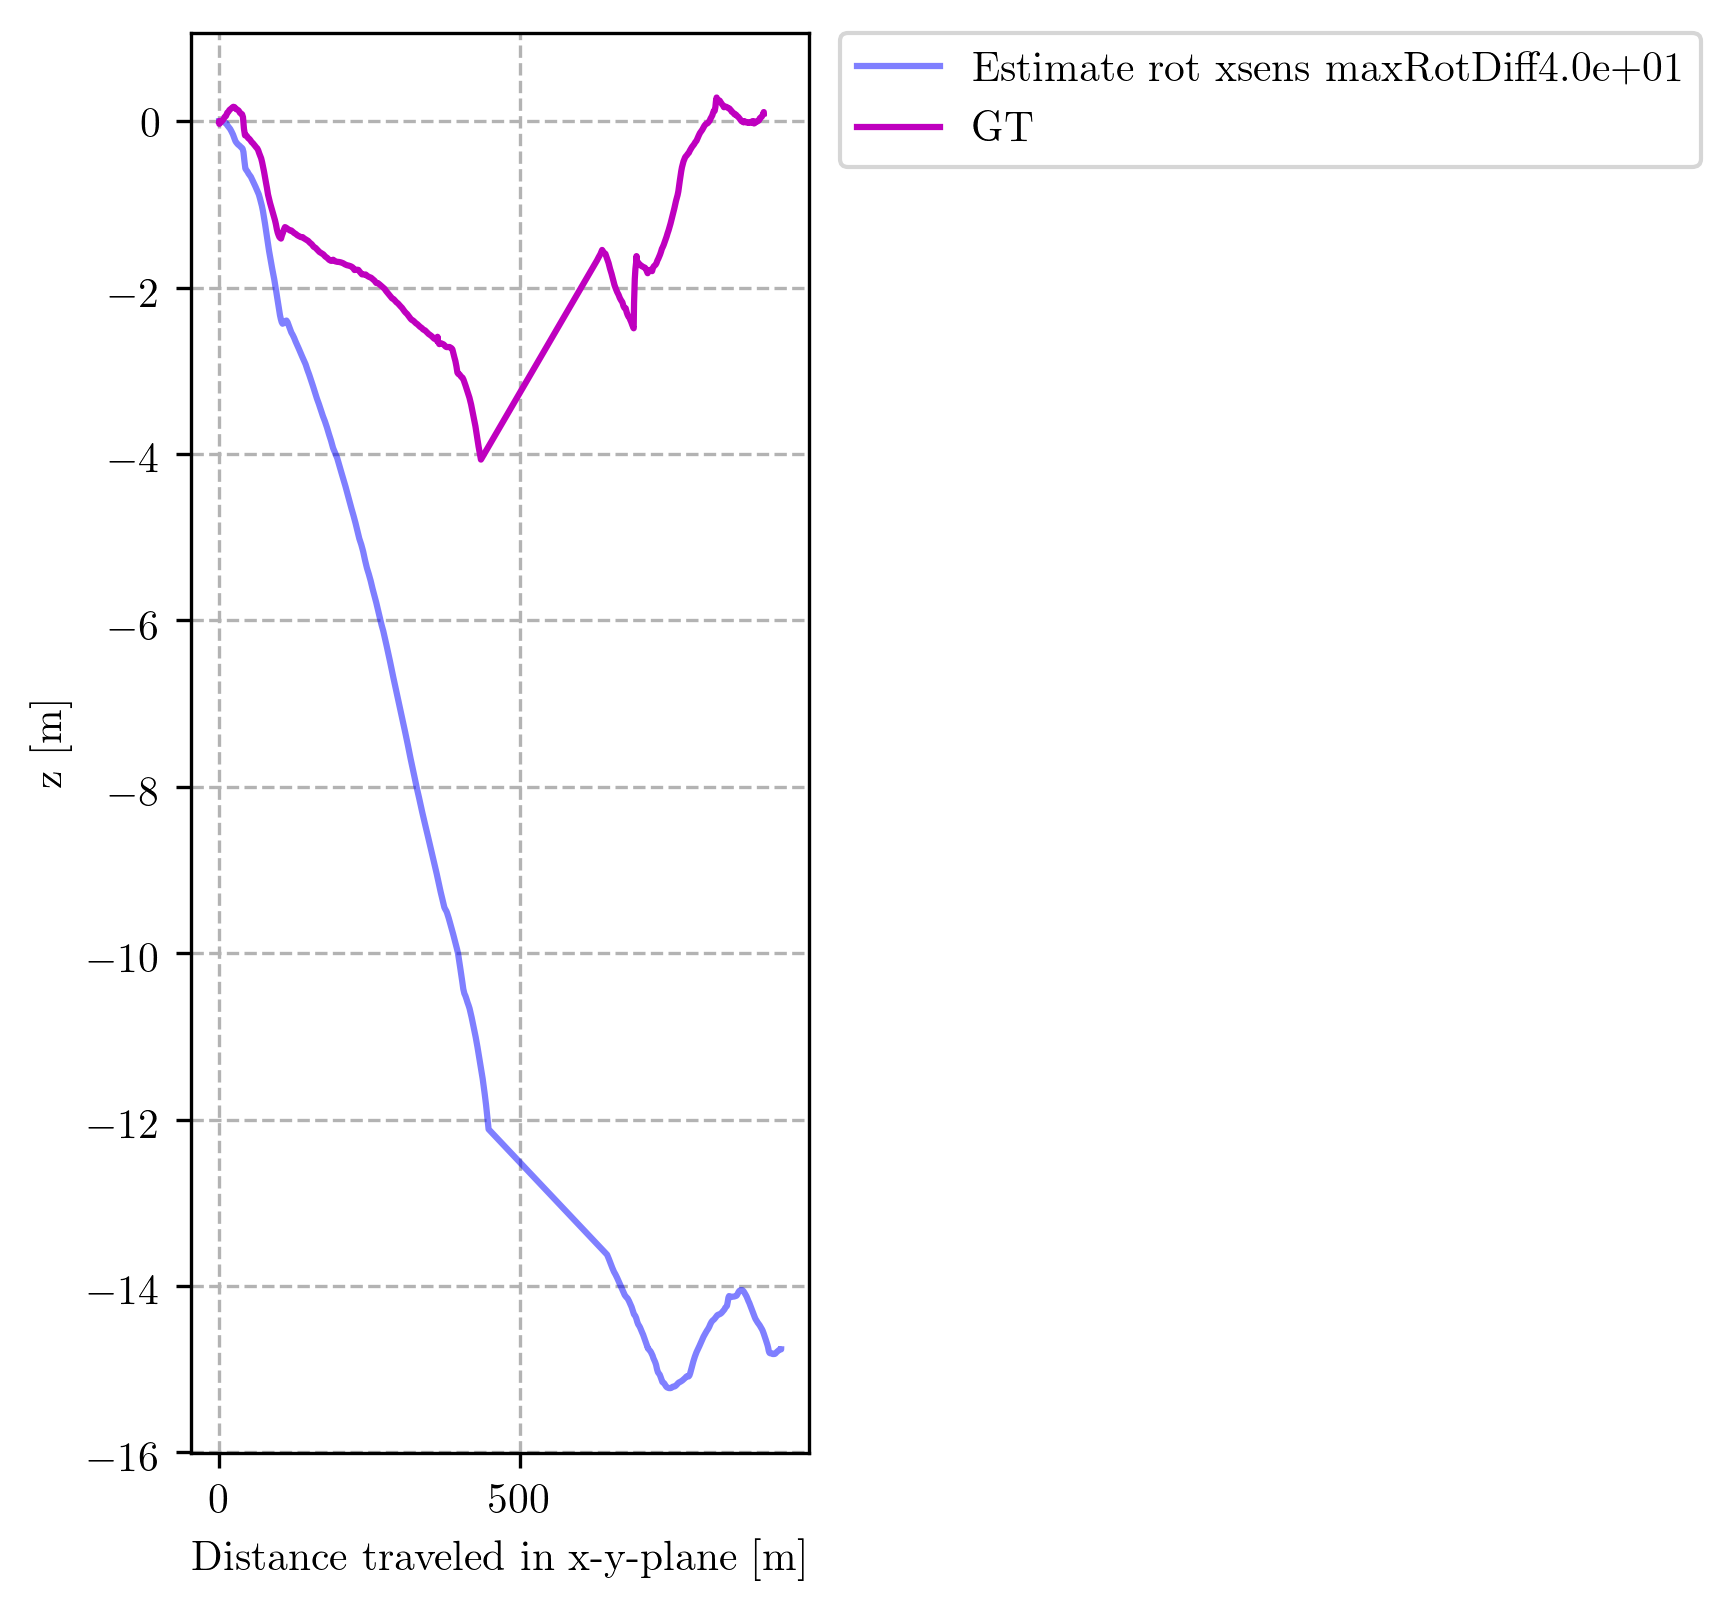 Estimate rot xsens maxRotDiff4.0e+01
GT
0
−2
−4
−6
−8
−10
−12
−14
−16
z [m]
0 500
Distance traveled in x-y-plane [m]